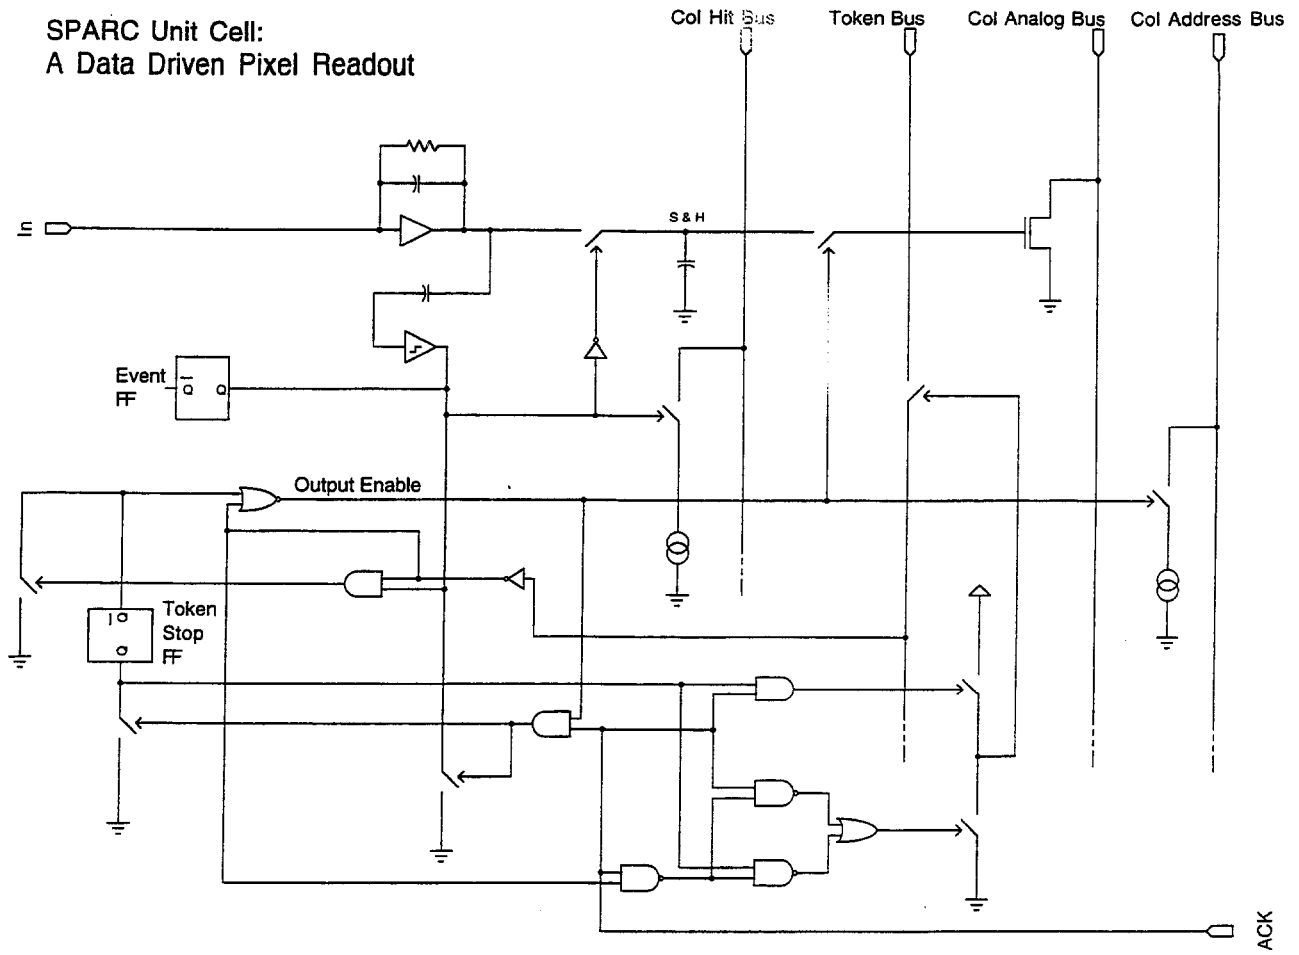 SPARC Unit Cell:
A Data Driven Pixel Readout
Col Hit Bus
Token Bus
Col Analog Bus
Col Address Bus
In
S & H
Event
FF
Q Q
Output Enable
Token
Stop
FF
Q
Q
ACK